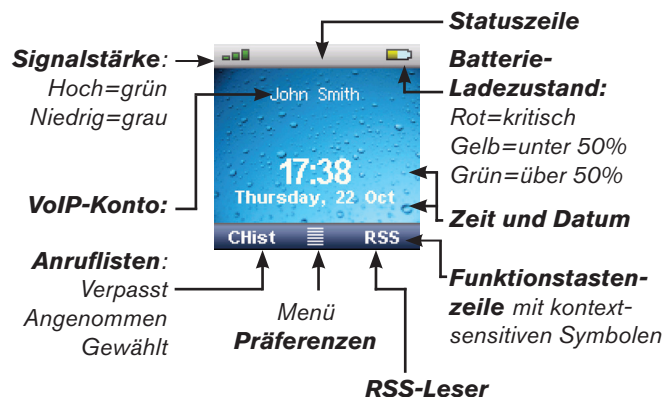 Statuszeile
Signalstärke:
Hoch=grün
Niedrig=grau
Batterie-
Ladezustand:
Rot=kritisch
Gelb=unter 50%
Grün=über 50%
John Smith
17:38
Thursday, 22 Oct
VoIP-Konto:
Zeit und Datum
CHist
RSS
Anruflisten:
Verpasst
Angenommen
Gewählt
Menü
Präferenzen
Funktionstasten-
zeile mit kontext-
sensitiven Symbolen
RSS-Leser